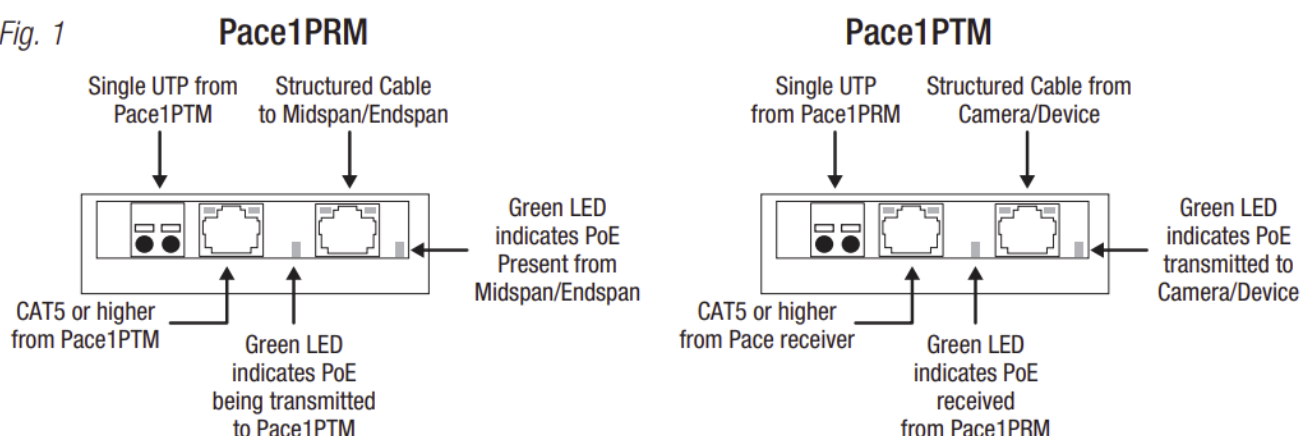 Fig. 1
Pace1PRM
Single UTP from
Pace1PTM
Structured Cable
to Midspan/Endspan
Green LED
indicates PoE
Present from
Midspan/Endspan
CAT5 or higher
from Pace1PTM
Green LED
indicates PoE
being transmitted
to Pace1PTM
Pace1PTM
Single UTP
from Pace1PRM
Structured Cable from
Camera/Device
Green LED
indicates PoE
transmitted to
Camera/Device
CAT5 or higher
from Pace receiver
Green LED
indicates PoE
received
from Pace1PRM